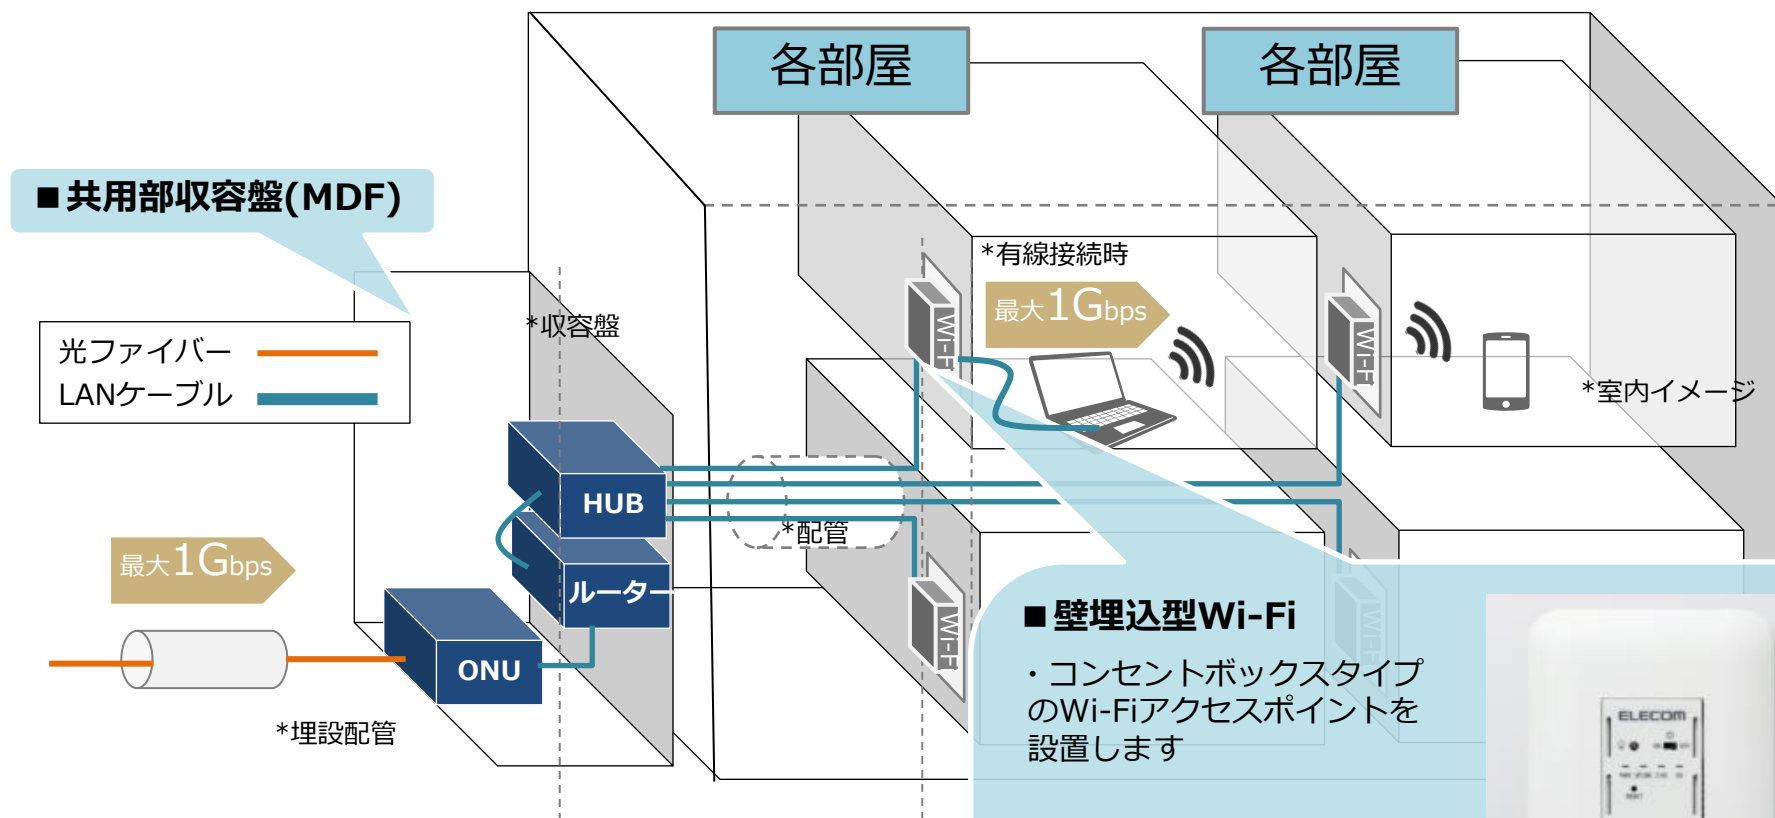 各部屋
各部屋
■共用部収容盤(MDF)
*有線接続時
最大1Gbps
*収容盤
光ファイバー
LANケーブル
Wi-Fi
Wi-Fi
*室内イメージ
HUB
*配管
最大1Gbps
ルーター
ONU
*埋設配管
Wi-Fi
Wi-Fi
■壁埋込型Wi-Fi
・コンセントボックスタイプ
のWi-Fiアクセスポイントを
設置します
ELECOM
RESET